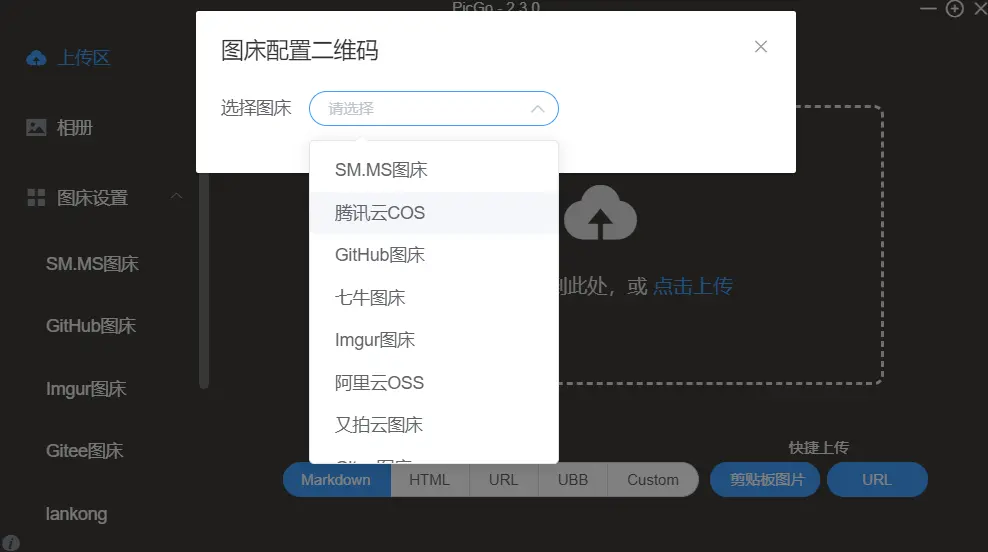 PicGo - 2.3.0
图床配置二维码
选择图床
请选择
SM.MS图床
腾讯云COS
GitHub图床
七牛图床
Imgur图床
阿里云OSS
又拍云图床
上传区
相册
图床设置
SM.MS图床
GitHub图床
Imgur图床
Gitee图床
lankong
到此处，或 点击上传
Markdown
HTML
URL
UBB
Custom
快捷上传
剪贴板图片
URL